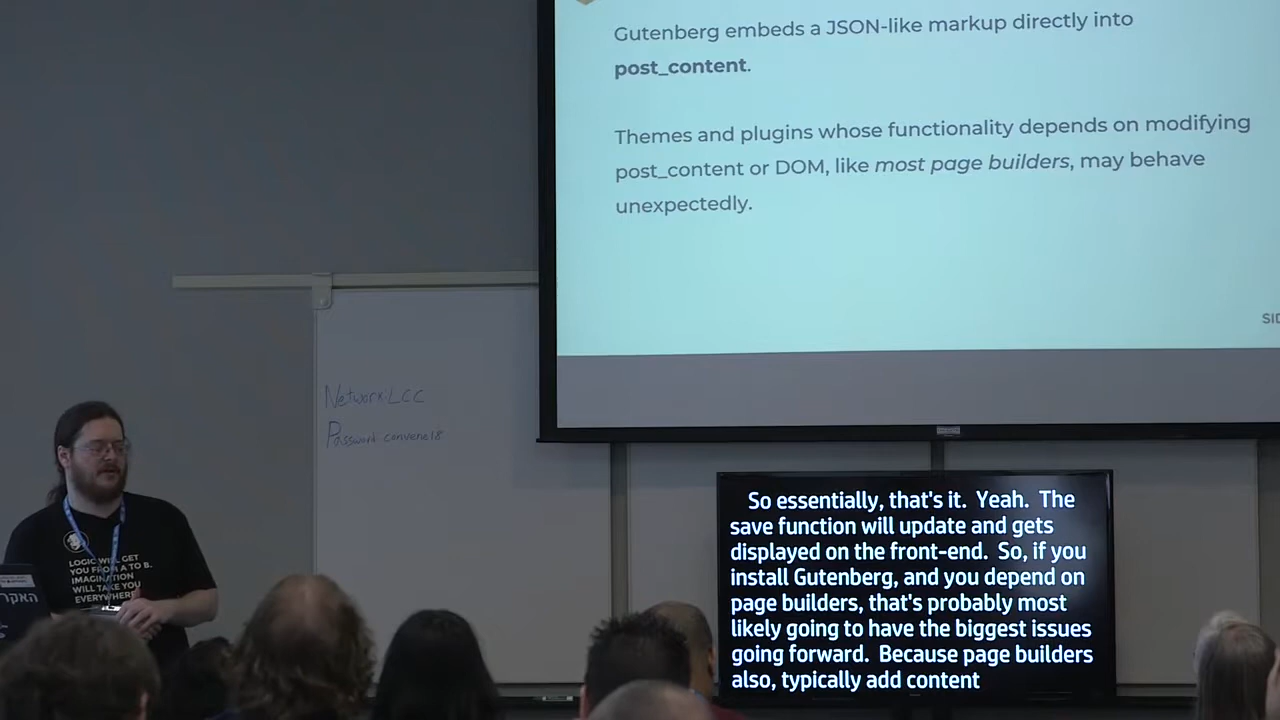 Gutenberg embeds a JSON-like markup directly into
post_content.
Themes and plugins whose functionality depends on modifying
post_content or DOM, like most page builders, may behave
unexpectedly.
Network: LCC
Password: convene18
LOGIC WILL GET
YOU FROM A TO B.
IMAGINATION
WILL TAKE YOU
EVERYWHERE
האקר
So essentially, that's it. Yeah. The
save function will update and gets
displayed on the front-end. So, if you
install Gutenberg, and you depend on
page builders, that's probably most
likely going to have the biggest issues
going forward. Because page builders
also, typically add content